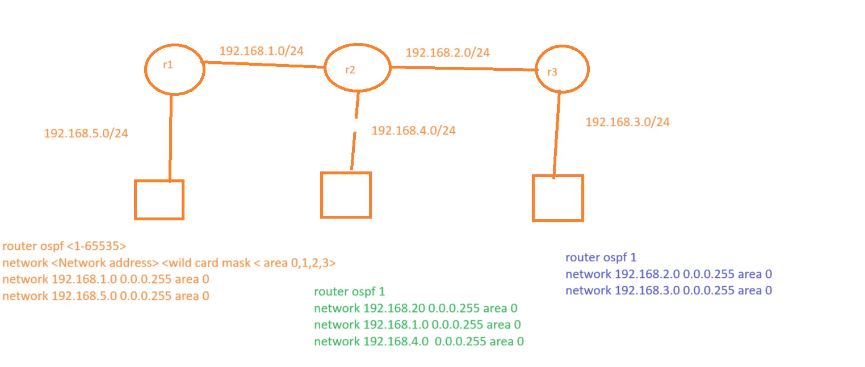 192.168.1.0/24
192.168.2.0/24
r1
r2
r3
192.168.5.0/24
192.168.4.0/24
192.168.3.0/24
router ospf <1-65535>
network <Network address> <wild card mask < area 0,1,2,3>
network 192.168.1.0 0.0.0.255 area 0
network 192.168.5.0 0.0.0.255 area 0
router ospf 1
network 192.168.20 0.0.0.255 area 0
network 192.168.1.0 0.0.0.255 area 0
network 192.168.4.0 0.0.0.255 area 0
router ospf 1
network 192.168.2.0 0.0.0.255 area 0
network 192.168.3.0 0.0.0.255 area 0